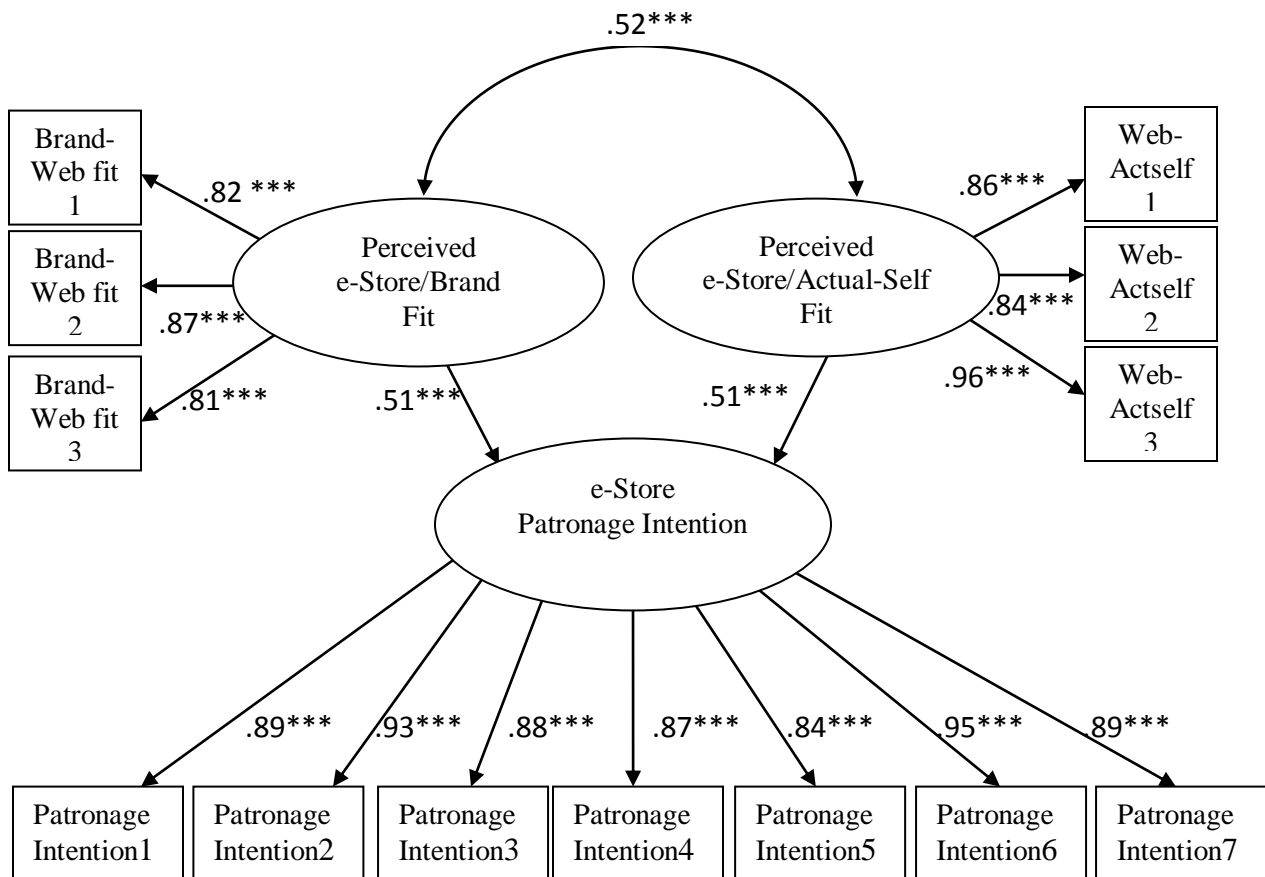 .52***
Brand-
Web fit
1
.82 ***
Brand-
Web fit
2
.87***
Brand-
Web fit
3
.81***
Perceived
e-Store/Brand
Fit
Perceived
e-Store/Actual-Self
Fit
.86***
Web-
Actself
1
.84***
Web-
Actself
2
.96***
Web-
Actself
3
.51***
.51***
e-Store
Patronage Intention
.89***
.93***
.88***
.87***
.84***
.95***
.89***
Patronage
Intention1
Patronage
Intention2
Patronage
Intention3
Patronage
Intention4
Patronage
Intention5
Patronage
Intention6
Patronage
Intention7